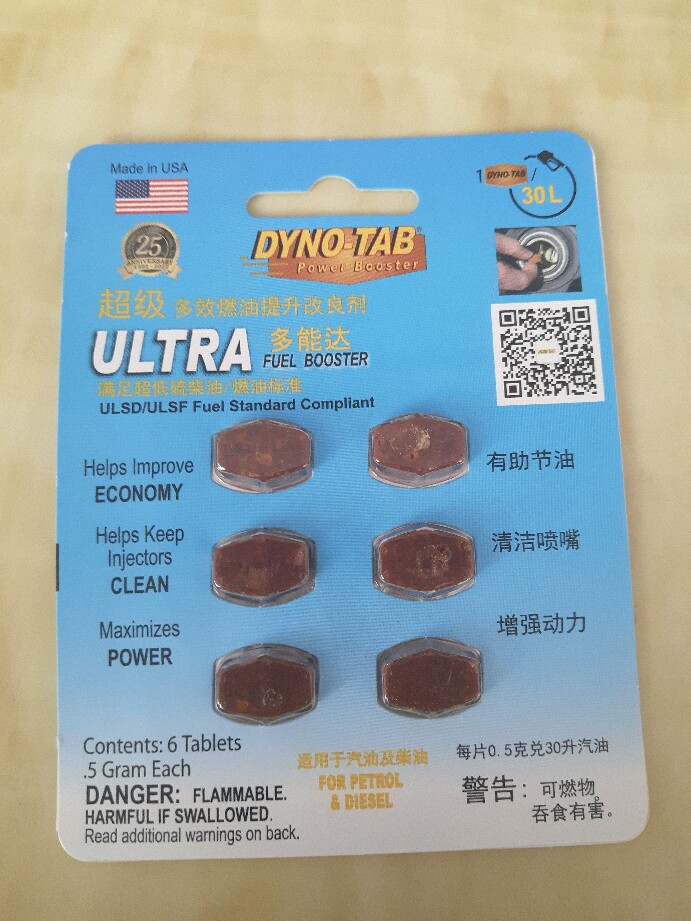 Made in USA
25
ANNIVERSARY
DYNO-TAB®
Power Booster
1 DYNO-TAB /
30L
超级 多效燃油提升改良剂
ULTRA 多能达
FUEL BOOSTER
满足超低硫柴油/燃油标准
ULSD/ULSF Fuel Standard Compliant
Helps Improve
ECONOMY
有助节油
Helps Keep
Injectors
CLEAN
清洁喷嘴
Maximizes
POWER
增强动力
Contents: 6 Tablets
.5 Gram Each
DANGER: FLAMMABLE.
HARMFUL IF SWALLOWED.
Read additional warnings on back.
适用于汽油及柴油
FOR PETROL
& DIESEL
每片0.5克兑30升汽油
警告: 可燃物。
吞食有害。